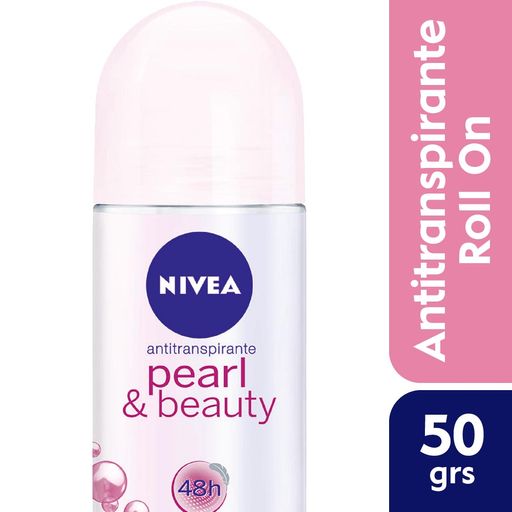 NIVEA
antitranspirante
pearl
& beauty
48h
Antitranspirante
Roll On
50
grs